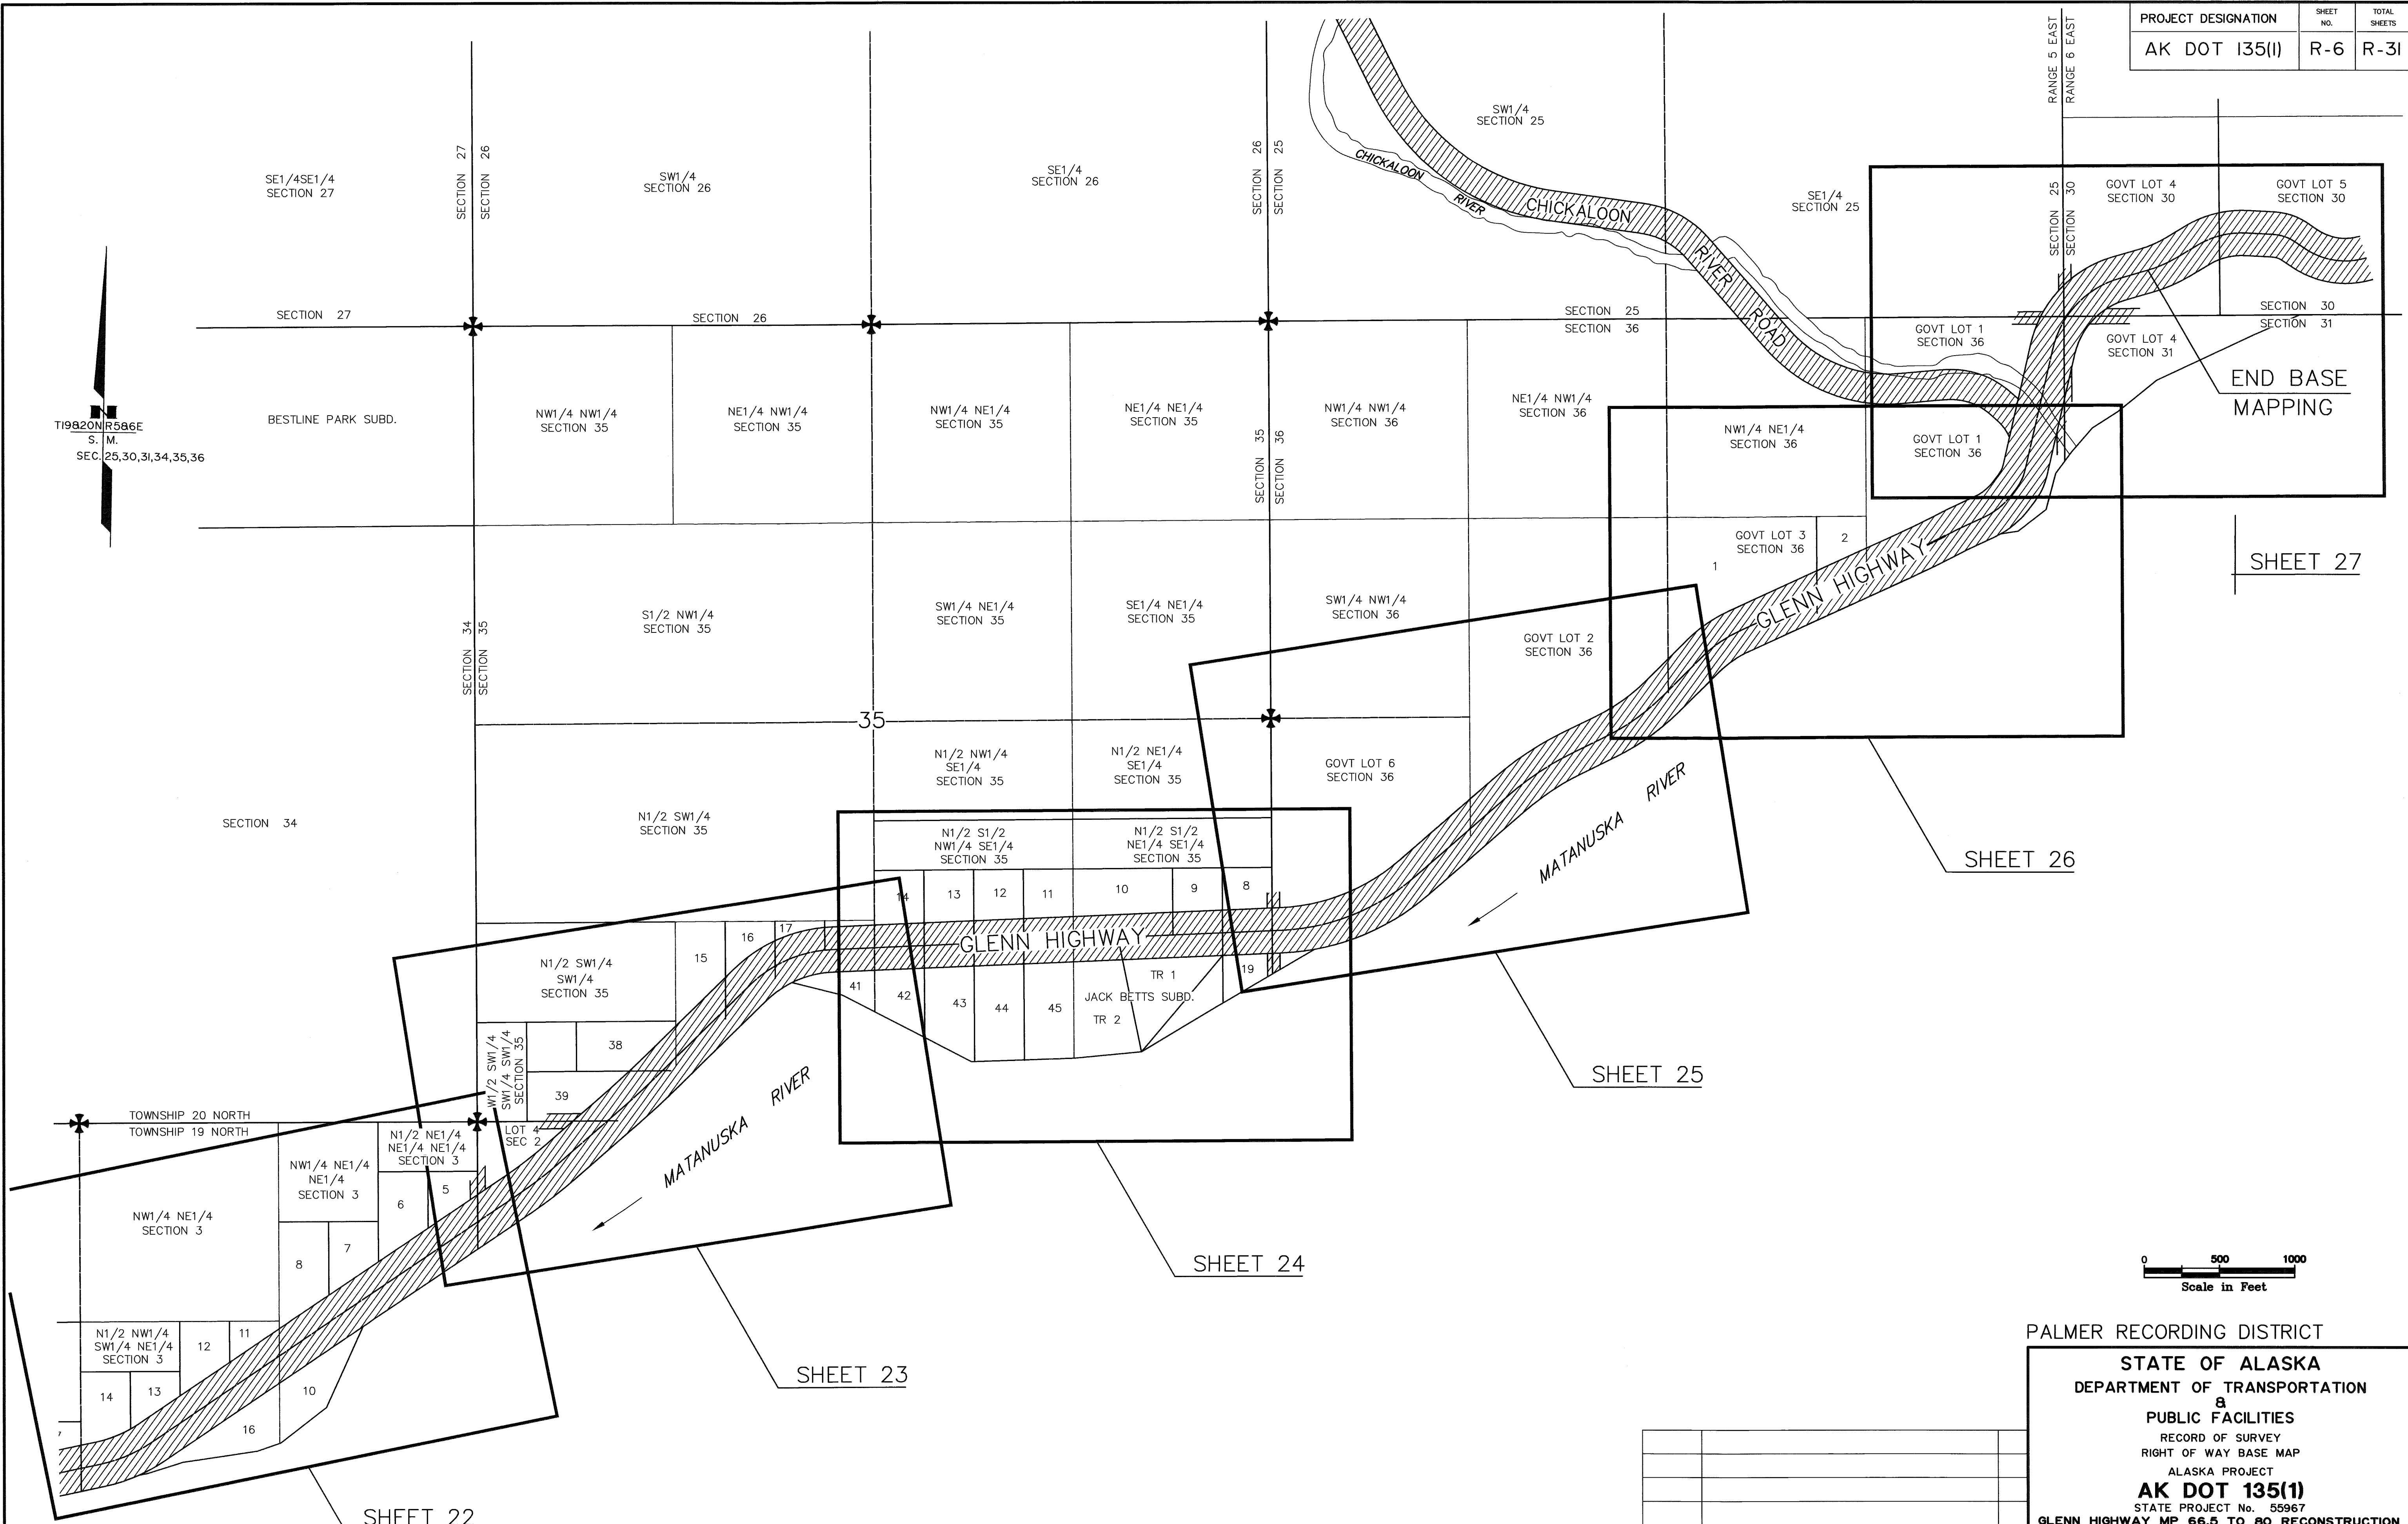 PROJECT DESIGNATION
SHEET NO.
TOTAL SHEETS
AK DOT 135(1)
R-6
R-31
RANGE 5 EAST
RANGE 6 EAST
SW1/4
SECTION 25
CHICKALOON
RIVER
CHICKALOON
RIVER
ROAD
SE1/4
SECTION 25
SE1/4SE1/4
SECTION 27
SECTION 27
SECTION 26
SW1/4
SECTION 26
SE1/4
SECTION 26
SECTION 26
SECTION 25
SECTION 25
SECTION 30
GOVT LOT 4
SECTION 30
GOVT LOT 5
SECTION 30
SECTION 27
SECTION 26
SECTION 25
SECTION 36
SECTION 30
SECTION 31
GOVT LOT 1
SECTION 36
GOVT LOT 4
SECTION 31
END BASE
MAPPING
N
T19&20N R5&6E
S. M.
SEC. 25,30,31,34,35,36
BESTLINE PARK SUBD.
NW1/4 NW1/4
SECTION 35
NE1/4 NW1/4
SECTION 35
NW1/4 NE1/4
SECTION 35
NE1/4 NE1/4
SECTION 35
SECTION 35
SECTION 36
NW1/4 NW1/4
SECTION 36
NE1/4 NW1/4
SECTION 36
NW1/4 NE1/4
SECTION 36
GOVT LOT 1
SECTION 36
SHEET 27
GOVT LOT 3
SECTION 36
2
1
GLENN HIGHWAY
SECTION 34
SECTION 35
S1/2 NW1/4
SECTION 35
SW1/4 NE1/4
SECTION 35
SE1/4 NE1/4
SECTION 35
SW1/4 NW1/4
SECTION 36
GOVT LOT 2
SECTION 36
35
N1/2 NW1/4
SE1/4
SECTION 35
N1/2 NE1/4
SE1/4
SECTION 35
GOVT LOT 6
SECTION 36
MATANUSKA RIVER
SHEET 26
SECTION 34
N1/2 SW1/4
SECTION 35
N1/2 S1/2
NW1/4 SE1/4
SECTION 35
N1/2 S1/2
NE1/4 SE1/4
SECTION 35
14
13
12
11
10
9
8
GLENN HIGHWAY
N1/2 SW1/4
SW1/4
SECTION 35
15
16
17
41
42
43
44
45
TR 1
JACK BETTS SUBD.
TR 2
19
SHEET 25
W1/2 SW1/4
SW1/4 SW1/4
SECTION 35
38
39
MATANUSKA RIVER
TOWNSHIP 20 NORTH
TOWNSHIP 19 NORTH
LOT 4
SEC 2
N1/2 NE1/4
NE1/4 NE1/4
SECTION 3
NW1/4 NE1/4
NE1/4
SECTION 3
NW1/4 NE1/4
SECTION 3
5
6
7
8
SHEET 24
SHEET 23
N1/2 NW1/4
SW1/4 NE1/4
SECTION 3
12
11
14
13
10
16
SHEET 22
0 500 1000
Scale in Feet
PALMER RECORDING DISTRICT
STATE OF ALASKA
DEPARTMENT OF TRANSPORTATION
&
PUBLIC FACILITIES
RECORD OF SURVEY
RIGHT OF WAY BASE MAP
ALASKA PROJECT
AK DOT 135(1)
STATE PROJECT No. 55967
GLENN HIGHWAY MP 66.5 TO 80 RECONSTRUCTION